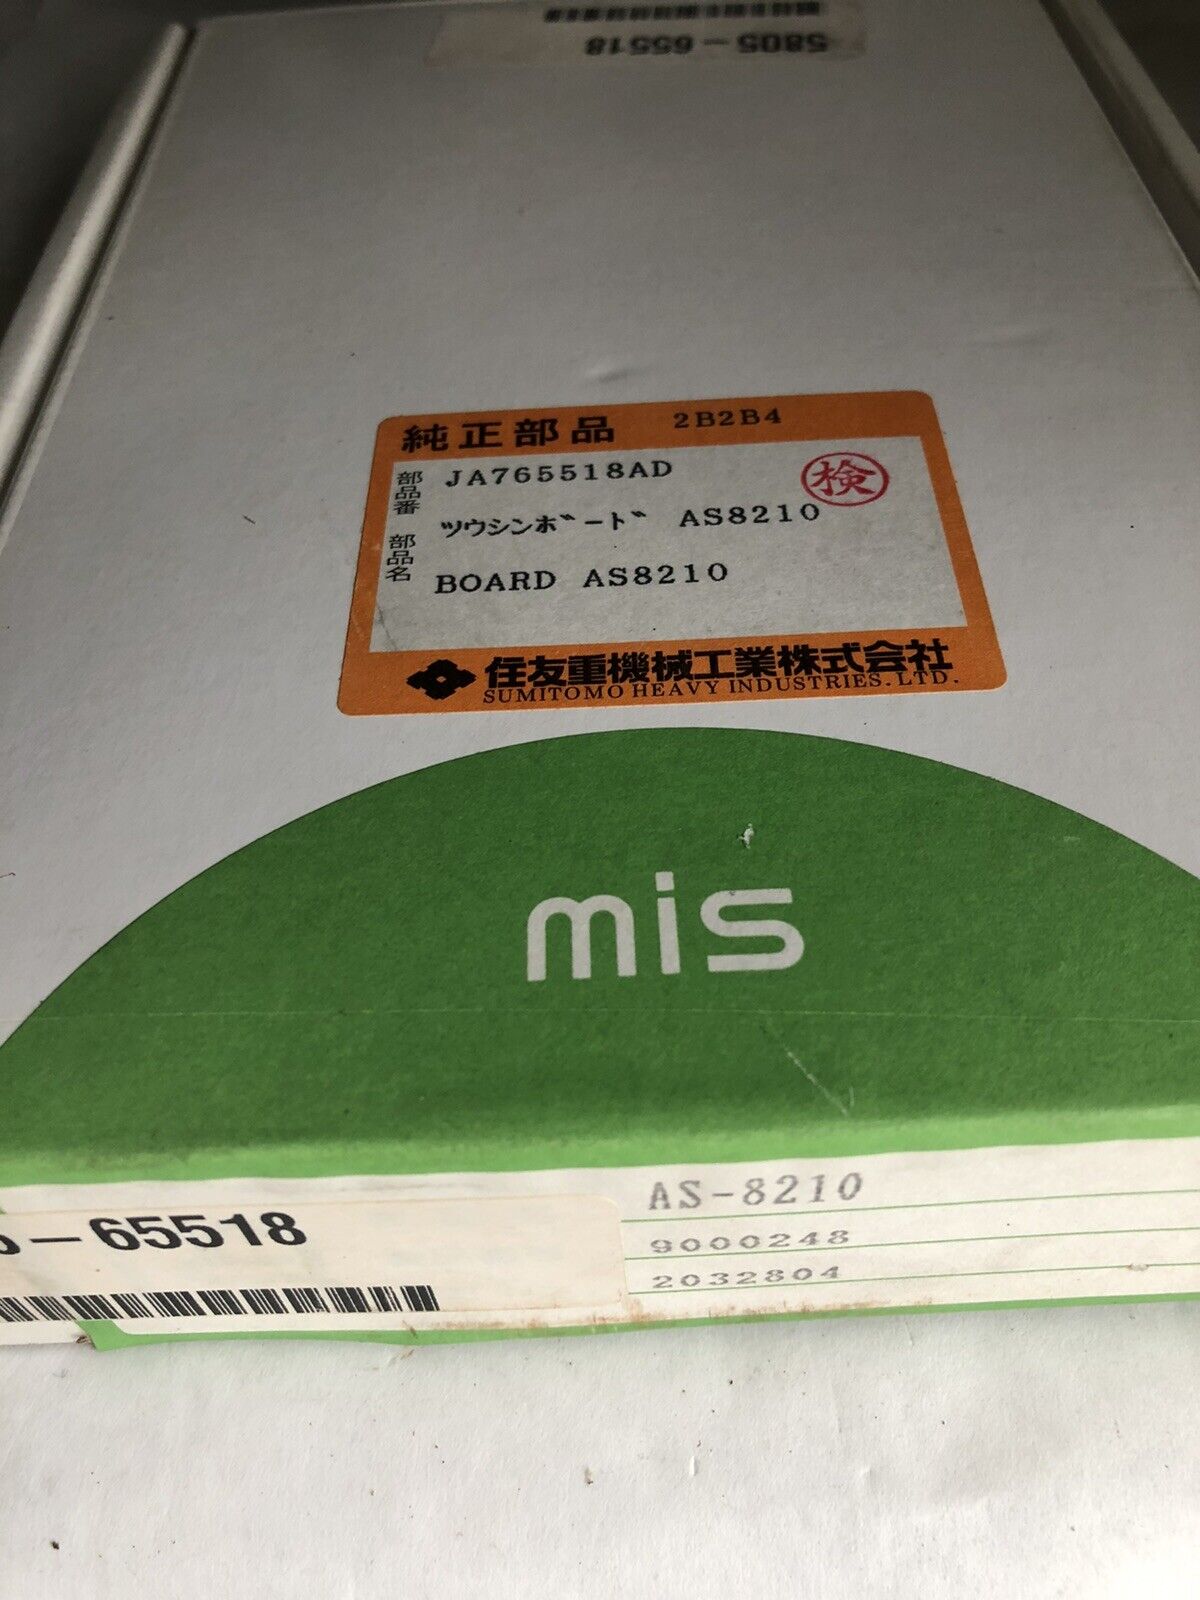 5805-65518
純正部品 2B2B4
部品番 JA765518AD
検
部品名 ツウシンボード AS8210
BOARD AS8210
住友重機械工業株式会社
SUMITOMO HEAVY INDUSTRIES. LTD.
mis
-65518
AS-8210
9000248
2032804